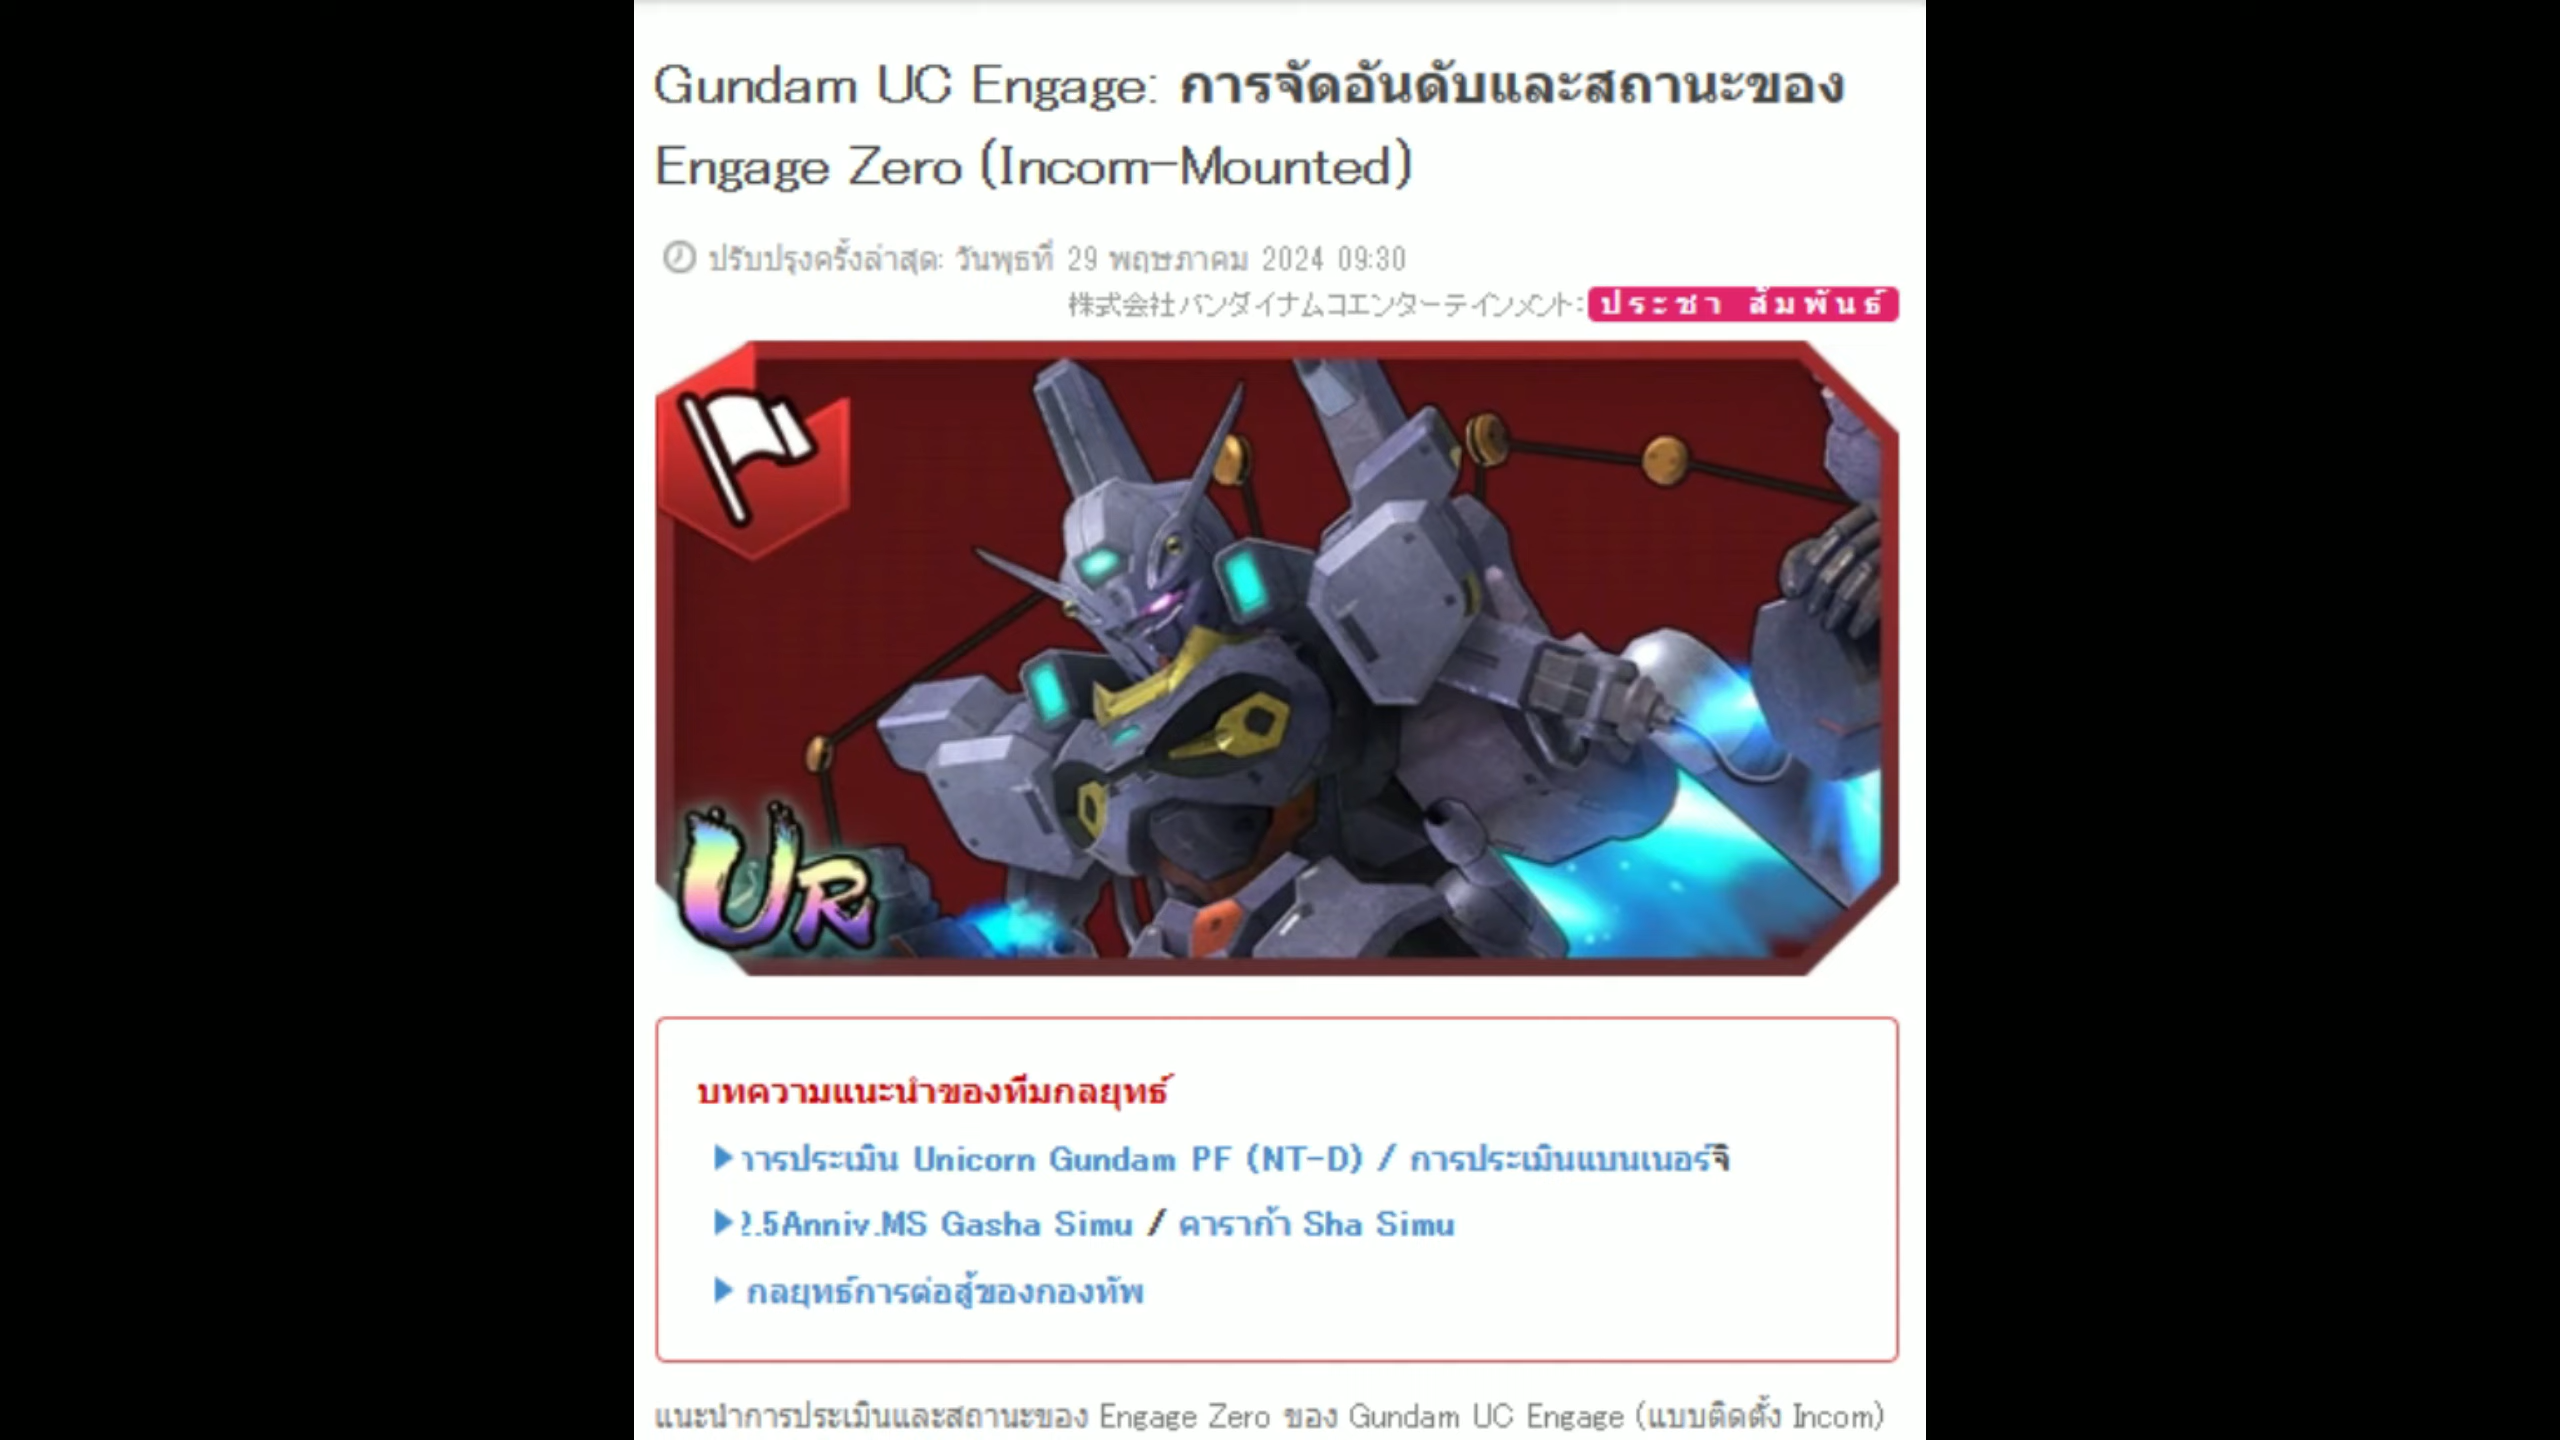 Gundam UC Engage: การจัดอันดับและสถานะของ
Engage Zero (Incom-Mounted)
ปรับปรุงครั้งล่าสุด: วันพุธที่ 29 พฤษภาคม 2024 09:30
株式会社バンダイナムコエンターテインメント: ประชา สัมพันธ์
UR
บทความแนะนำของทีมกลยุทธ์
▶ารประเมิน Unicorn Gundam PF (NT-D) / การประเมินแบนเนอร์จิ
▶2.5Anniv.MS Gasha Simu / คาราก้า Sha Simu
▶ กลยุทธ์การต่อสู้ของกองทัพ
แนะนำการประเมินและสถานะของ Engage Zero ของ Gundam UC Engage (แบบติดตั้ง Incom)